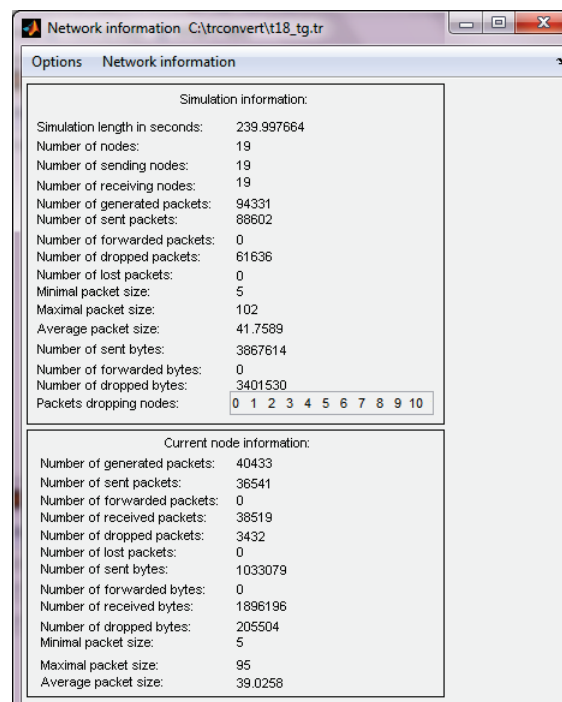 Network information C:\trconvert\t18_tg.tr
Options Network information
Simulation information:
Simulation length in seconds: 239.997664
Number of nodes: 19
Number of sending nodes: 19
Number of receiving nodes: 19
Number of generated packets: 94331
Number of sent packets: 88602
Number of forwarded packets: 0
Number of dropped packets: 61636
Number of lost packets: 0
Minimal packet size: 5
Maximal packet size: 102
Average packet size: 41.7589
Number of sent bytes: 3867614
Number of forwarded bytes: 0
Number of dropped bytes: 3401530
Packets dropping nodes: 0 1 2 3 4 5 6 7 8 9 10
Current node information:
Number of generated packets: 40433
Number of sent packets: 36541
Number of forwarded packets: 0
Number of received packets: 38519
Number of dropped packets: 3432
Number of lost packets: 0
Number of sent bytes: 1033079
Number of forwarded bytes: 0
Number of received bytes: 1896196
Number of dropped bytes: 205504
Minimal packet size: 5
Maximal packet size: 95
Average packet size: 39.0258